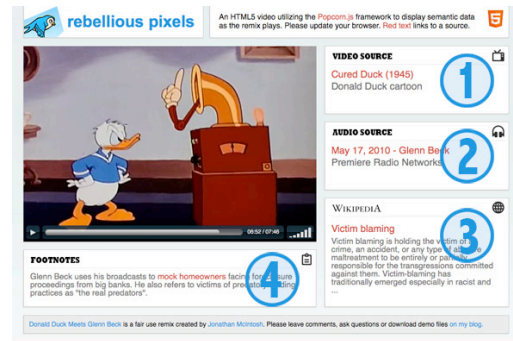 rebellious pixels
An HTML5 video utilizing the Popcorn.js framework to display semantic data
as the remix plays. Please update your browser. Red text links to a source.
5
VIDEO SOURCE
Cured Duck (1945)
Donald Duck cartoon
1
AUDIO SOURCE
May 17, 2010 - Glenn Beck
Premiere Radio Networks
2
WIKIPEDIA
Victim blaming
Victim blaming is holding the victim of a
crime, an accident, or any type of abusive
maltreatment to be entirely or partially
responsible for the transgressions committed
against them. Victim-blaming has
traditionally emerged especially in racist and
...
3
06:52 / 07:48
FOOTNOTES
Glenn Beck uses his broadcasts to mock homeowners facing foreclosure
proceedings from big banks. He also refers to victims of predatory lending
practices as "the real predators".
4
Donald Duck Meets Glenn Beck is a fair use remix created by Jonathan McIntosh. Please leave comments, ask questions or download demo files on my blog.